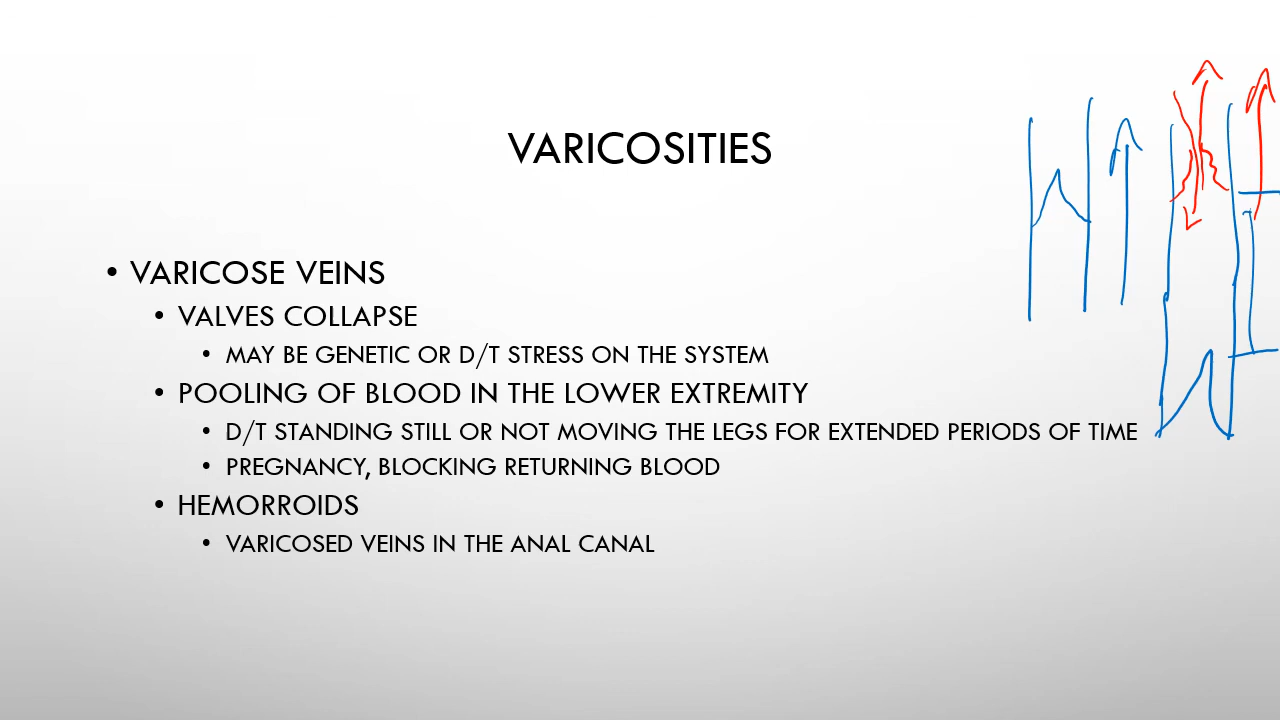 VARICOSITIES
• VARICOSE VEINS
• VALVES COLLAPSE
• MAY BE GENETIC OR D/T STRESS ON THE SYSTEM
• POOLING OF BLOOD IN THE LOWER EXTREMITY
• D/T STANDING STILL OR NOT MOVING THE LEGS FOR EXTENDED PERIODS OF TIME
• PREGNANCY, BLOCKING RETURNING BLOOD
• HEMORROIDS
• VARICOSED VEINS IN THE ANAL CANAL